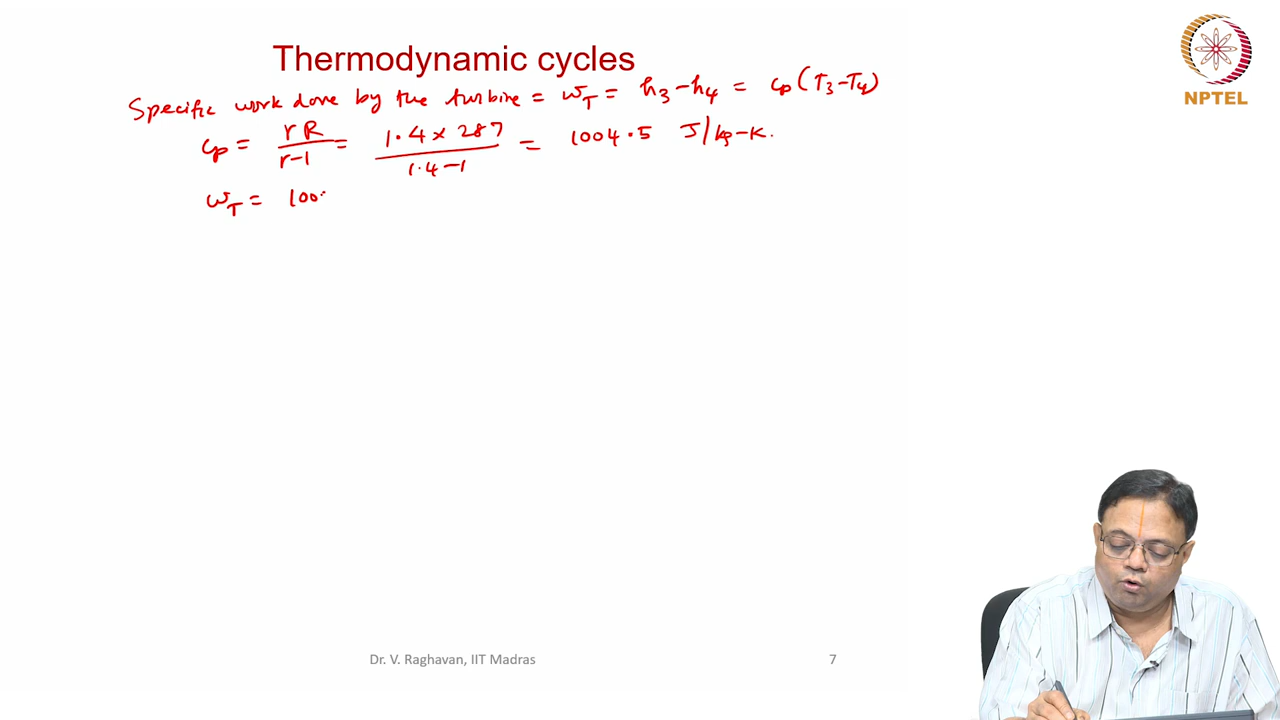 Thermodynamic cycles
NPTEL
Specific work done by the turbine = w_T = h_3 - h_4 = c_p (T_3 - T_4)
c_p = γR / γ-1 = 1.4 × 287 / 1.4 - 1 = 1004.5 J/kg-K.
w_T = 100
Dr. V. Raghavan, IIT Madras
7